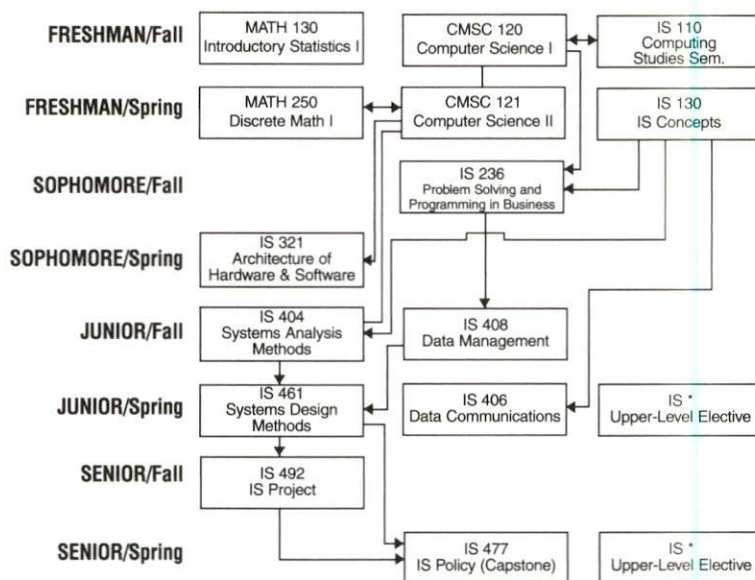 FRESHMAN/Fall
MATH 130
Introductory Statistics I
CMSC 120
Computer Science I
IS 110
Computing
Studies Sem.
FRESHMAN/Spring
MATH 250
Discrete Math I
CMSC 121
Computer Science II
IS 130
IS Concepts
SOPHOMORE/Fall
IS 236
Problem Solving and
Programming in Business
SOPHOMORE/Spring
IS 321
Architecture of
Hardware & Software
JUNIOR/Fall
IS 404
Systems Analysis
Methods
IS 408
Data Management
JUNIOR/Spring
IS 461
Systems Design
Methods
IS 406
Data Communications
IS *
Upper-Level Elective
SENIOR/Fall
IS 492
IS Project
SENIOR/Spring
IS 477
IS Policy (Capstone)
IS *
Upper-Level Elective